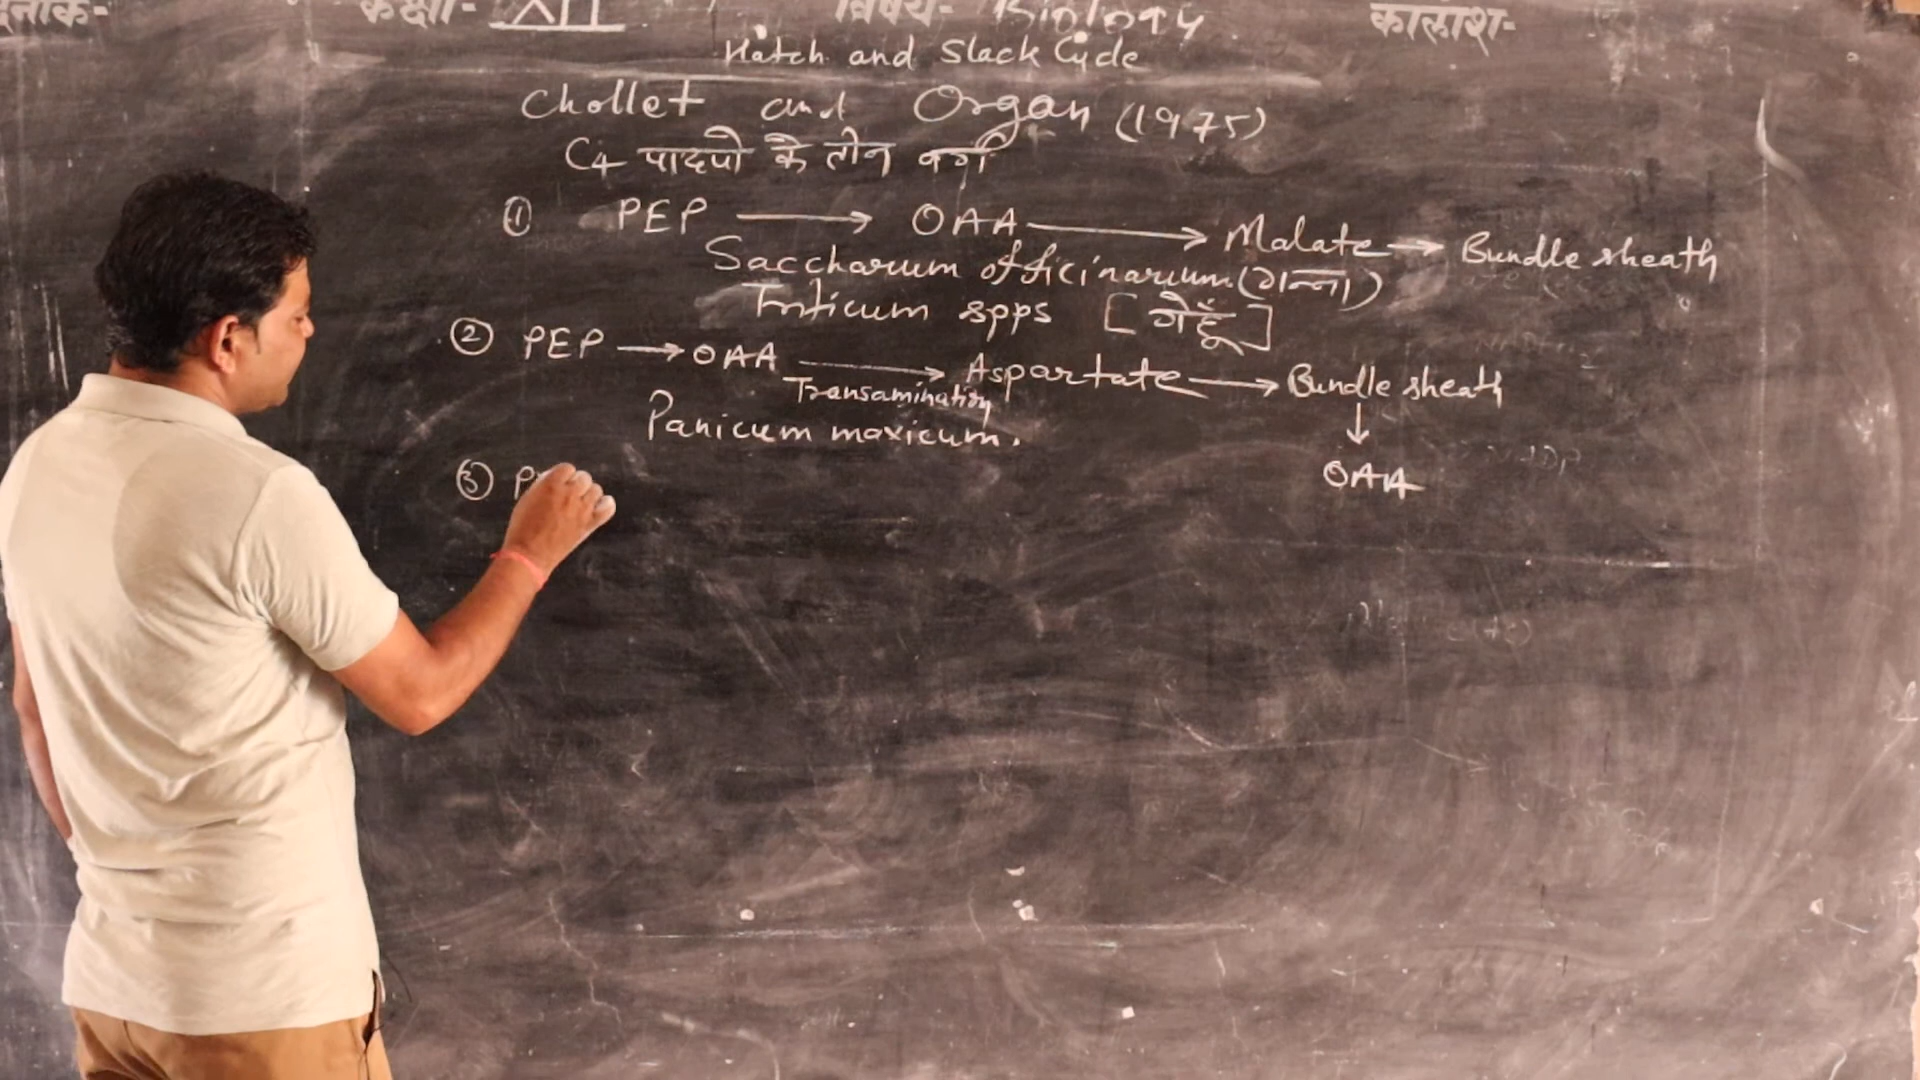 दिनांक- कक्षा- XII विषय- Biology कालांश-
Hatch and Slack Cycle
Chollet and Organ (1975)
C4 पादपो के तीन वर्ग
① PEP → OAA → Malate → Bundle sheath
Saccharum officinarum (गन्ना)
Triticum spps [गेहूँ]
② PEP → OAA → Aspartate → Bundle sheath
Transamination
Panicum maxicum.
↓
OAA
③ P